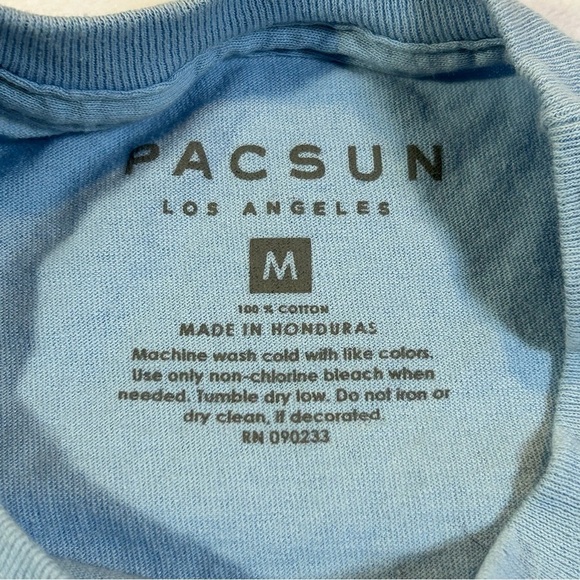 PACSUN
LOS ANGELES
M
100 % COTTON
MADE IN HONDURAS
Machine wash cold with like colors.
Use only non-chlorine bleach when
needed. Tumble dry low. Do not iron or
dry clean, if decorated.
RN 090233